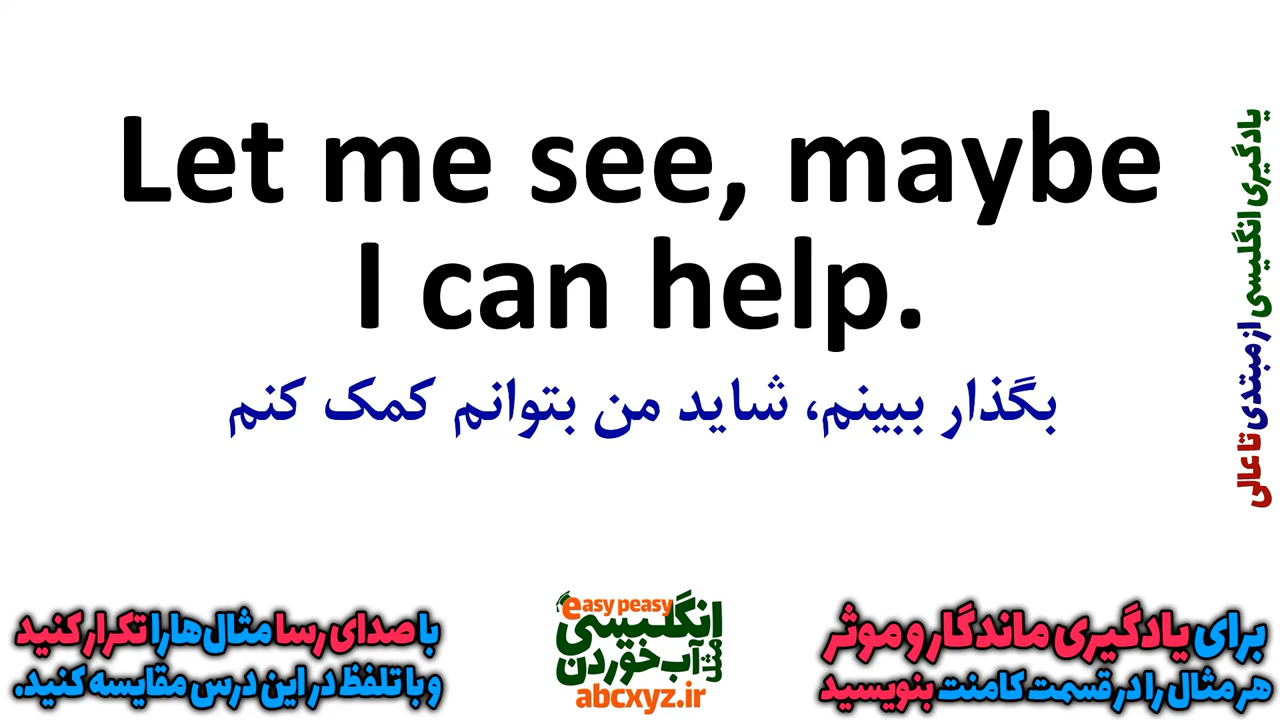 Let me see, maybe
I can help.
بگذار ببینم، شاید من بتوانم کمک کنم
یادگیری انگلیسی از مبتدی تا عالی
برای یادگیری ماندگار و موثر
هر مثال را در قسمت کامنت بنویسید
easy peasy
انگلیسی
مثل
آب خوردن
abcxyz.ir
با صدای رسا مثال‌ها را تکرار کنید
و با تلفظ در این درس مقایسه کنید.